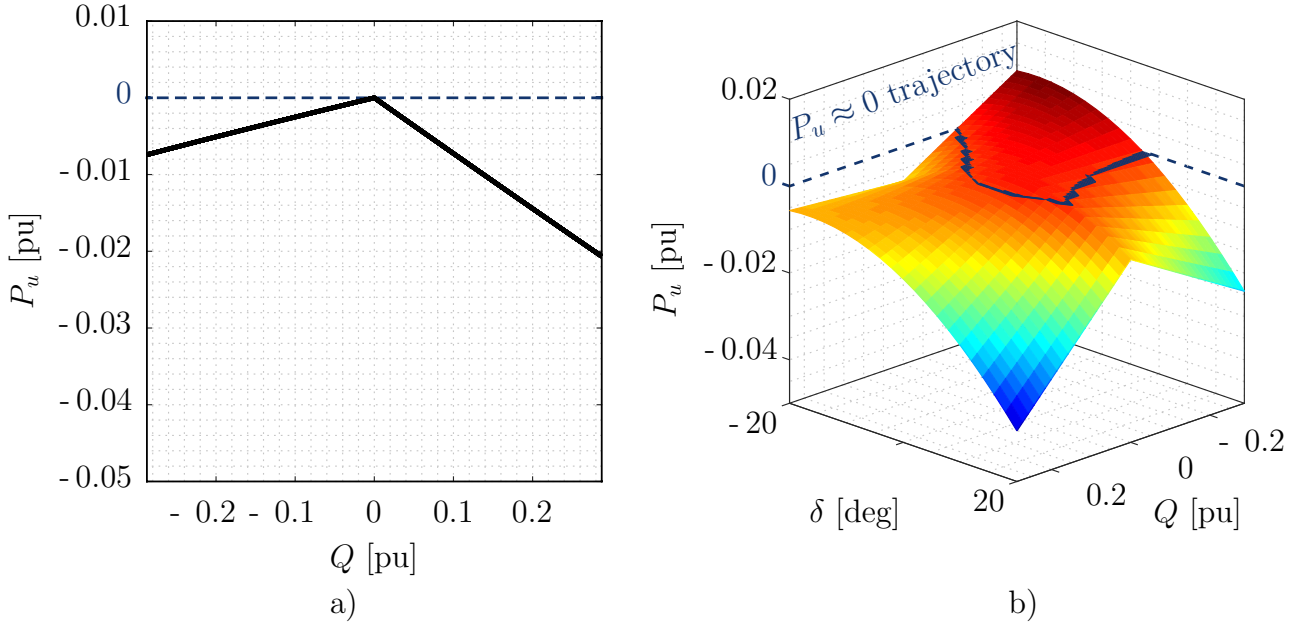 0.01
0
- 0.01
- 0.02
- 0.03
- 0.04
- 0.05
P_u [pu]
- 0.2
- 0.1
0
0.1
0.2
Q [pu]
a)
P_u ≈ 0 trajectory
0.02
0
- 0.02
- 0.04
P_u [pu]
- 20
20
δ [deg]
0.2
0
- 0.2
Q [pu]
b)